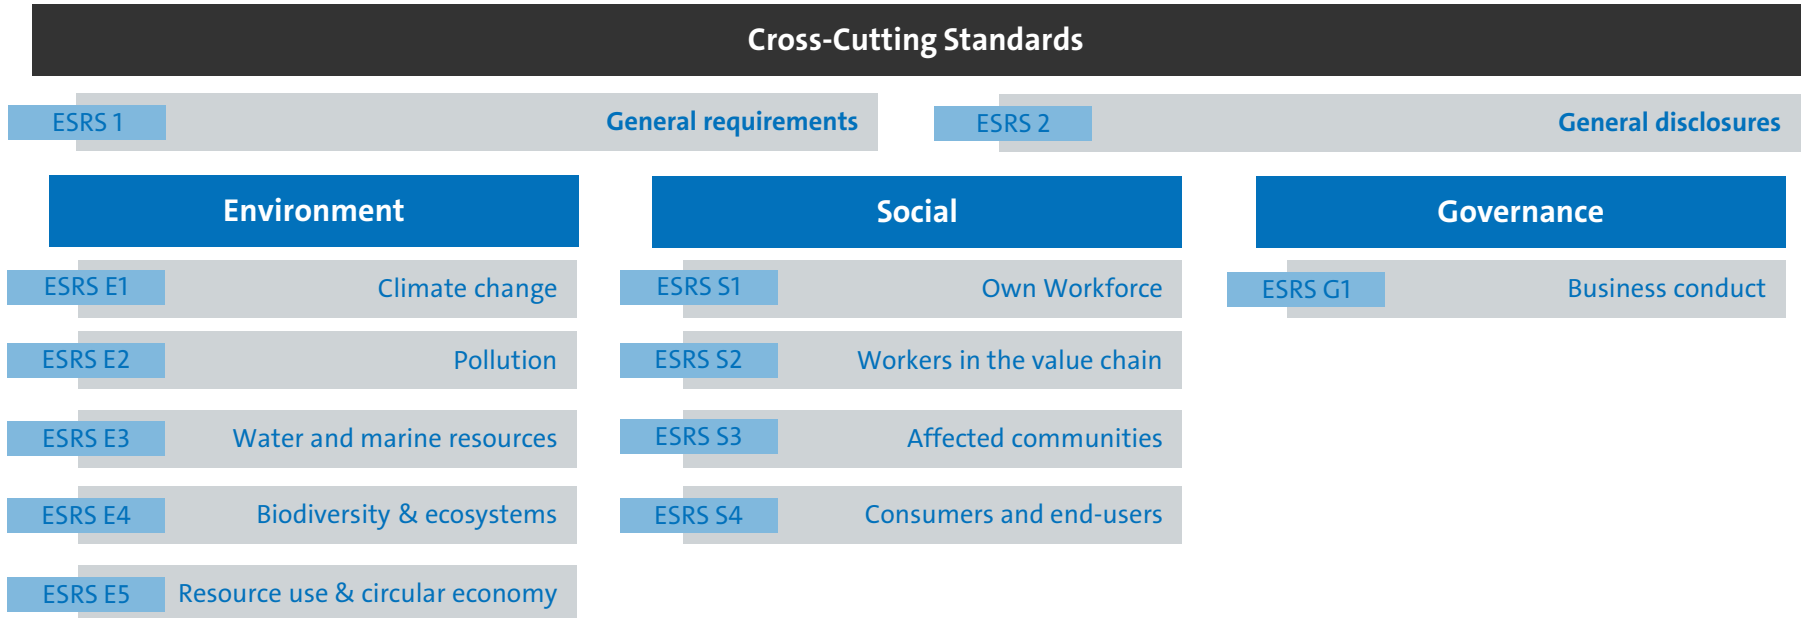 Cross-Cutting Standards
ESRS 1 General requirements
ESRS 2 General disclosures
Environment
ESRS E1 Climate change
ESRS E2 Pollution
ESRS E3 Water and marine resources
ESRS E4 Biodiversity & ecosystems
ESRS E5 Resource use & circular economy
Social
ESRS S1 Own Workforce
ESRS S2 Workers in the value chain
ESRS S3 Affected communities
ESRS S4 Consumers and end-users
Governance
ESRS G1 Business conduct